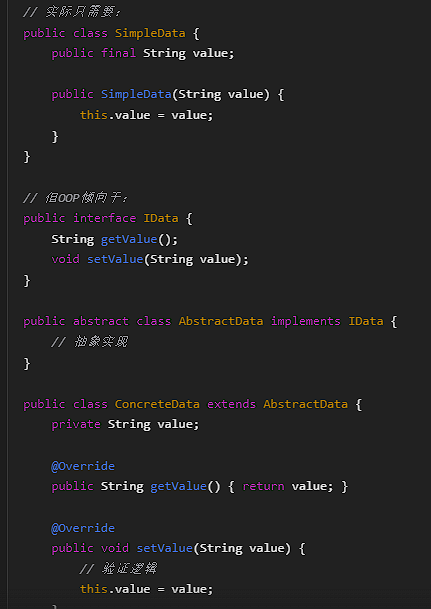 // 实际只需要：
public class SimpleData {
    public final String value;

    public SimpleData(String value) {
        this.value = value;
    }
}

// 但OOP倾向于：
public interface IData {
    String getValue();
    void setValue(String value);
}

public abstract class AbstractData implements IData {
    // 抽象实现
}

public class ConcreteData extends AbstractData {
    private String value;

    @Override
    public String getValue() { return value; }

    @Override
    public void setValue(String value) {
        // 验证逻辑
        this.value = value;
    }